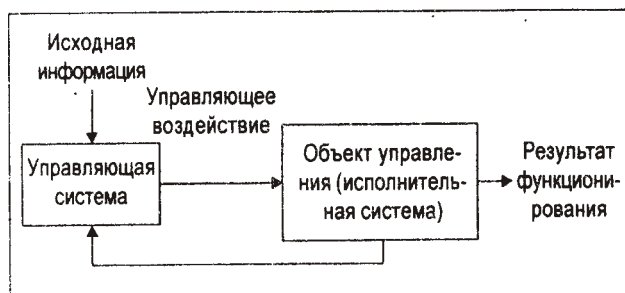 Исходная
информация
Управляющее
воздействие
Управляющая
система
Объект управле-
ния (исполнитель-
ная система)
Результат
функциони-
рования